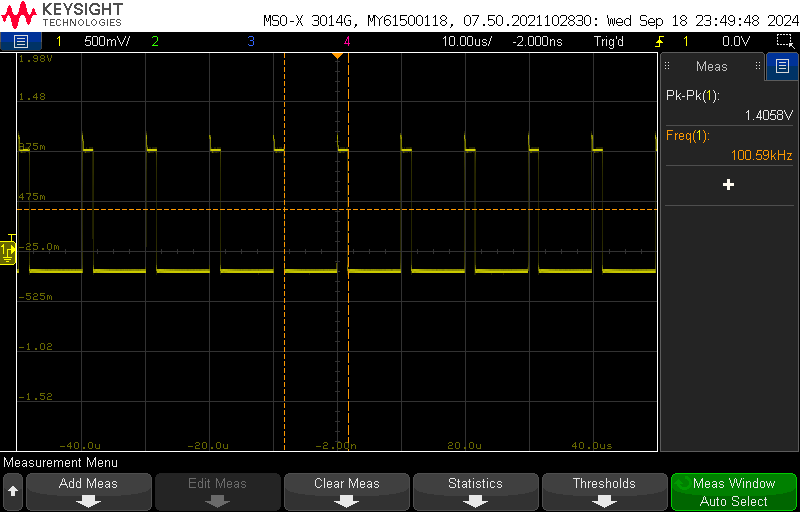 KEYSIGHT
TECHNOLOGIES
MSO-X 3014G, MY61500118, 07.50.2021102830: Wed Sep 18 23:49:48 2024
1 500mV/ 2 3 4 10.00us/ -2.000ns Trig'd 1 0.0V
1.98V
1.48
975m
475m
-25.0m
-525m
-1.02
-1.52
T
1
-40.0u -20.0u -2.00n 20.0u 40.0us
Meas
Pk-Pk(1):
1.4058V
Freq(1):
100.59kHz
Measurement Menu
Add Meas Edit Meas Clear Meas Statistics Thresholds Meas Window
Auto Select